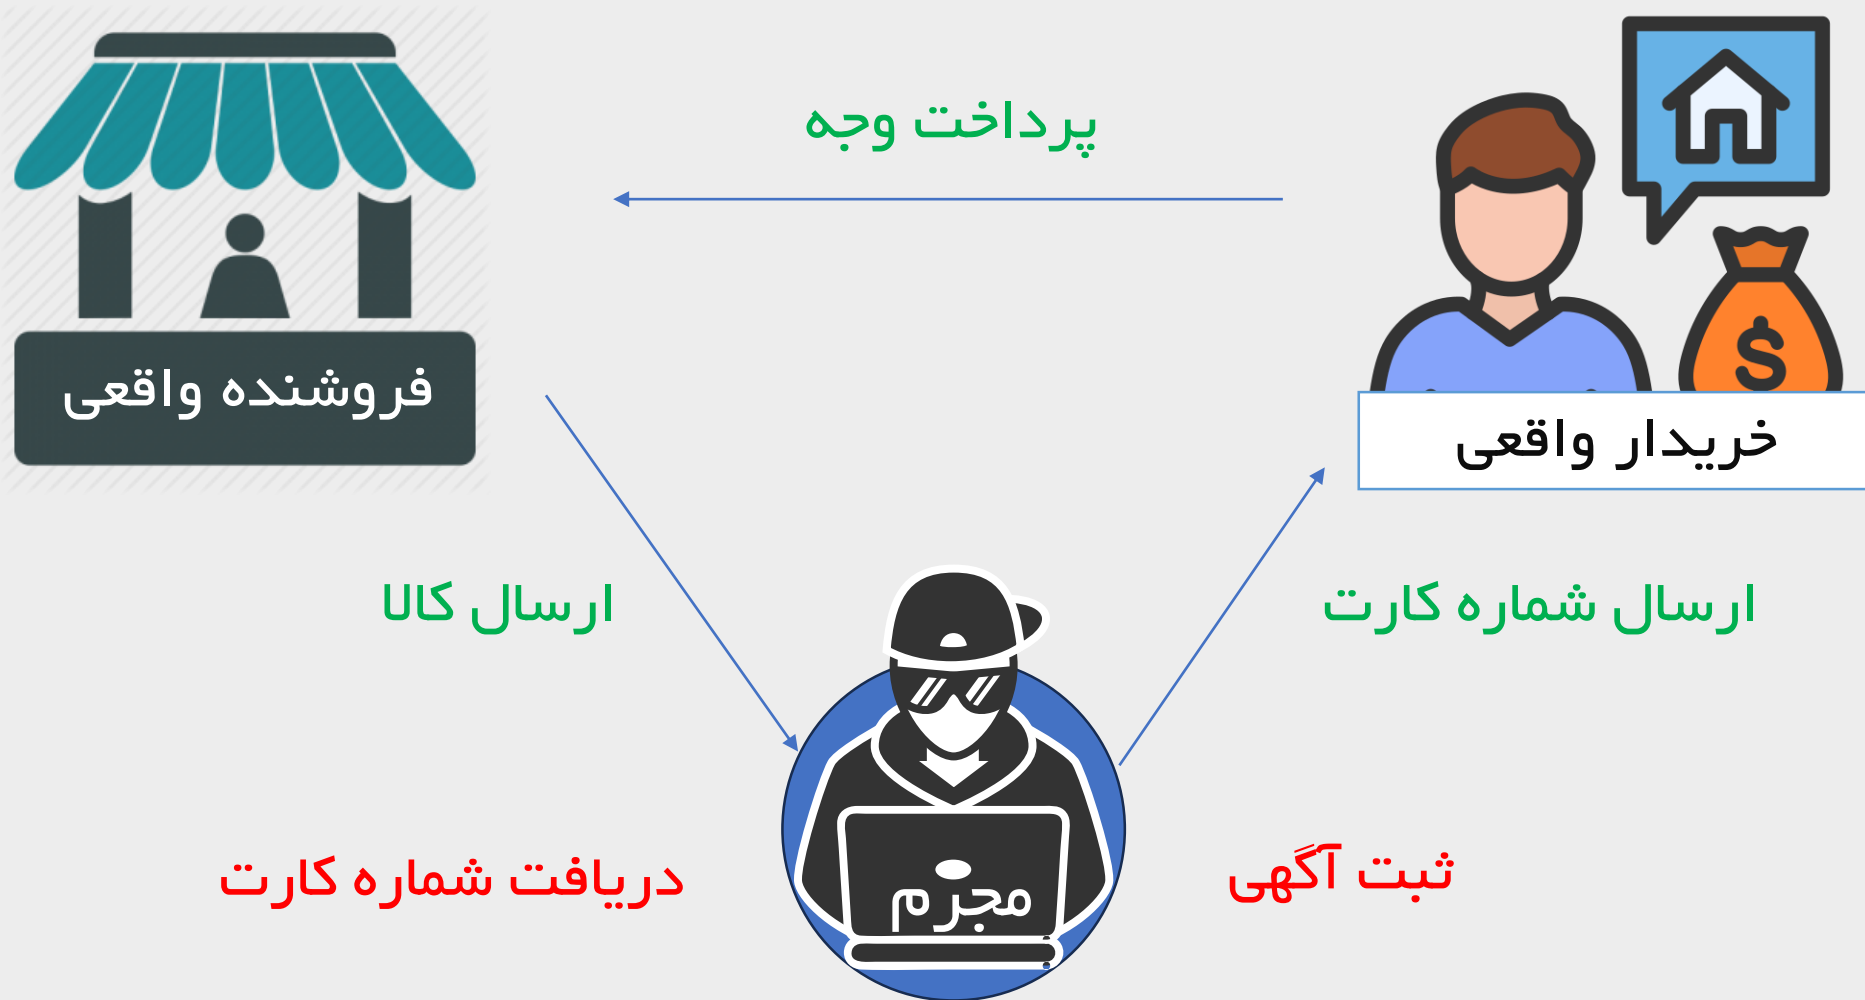 پرداخت وجه
فروشنده واقعی
خریدار واقعی
ارسال شماره کارت
ارسال کالا
ثبت آگهی
دریافت شماره کارت
مجرم
$